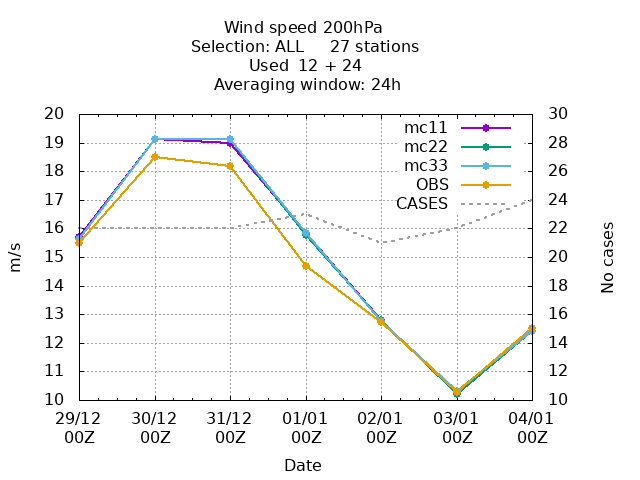 Wind speed 200hPa
Selection: ALL     27 stations
Used  12 + 24
Averaging window: 24h
mc11
mc22
mc33
OBS
CASES
20
19
18
17
16
15
14
13
12
11
10
m/s
30
28
26
24
22
20
18
16
14
12
10
No cases
29/12 30/12 31/12 01/01 02/01 03/01 04/01
00Z 00Z 00Z 00Z 00Z 00Z 00Z
Date